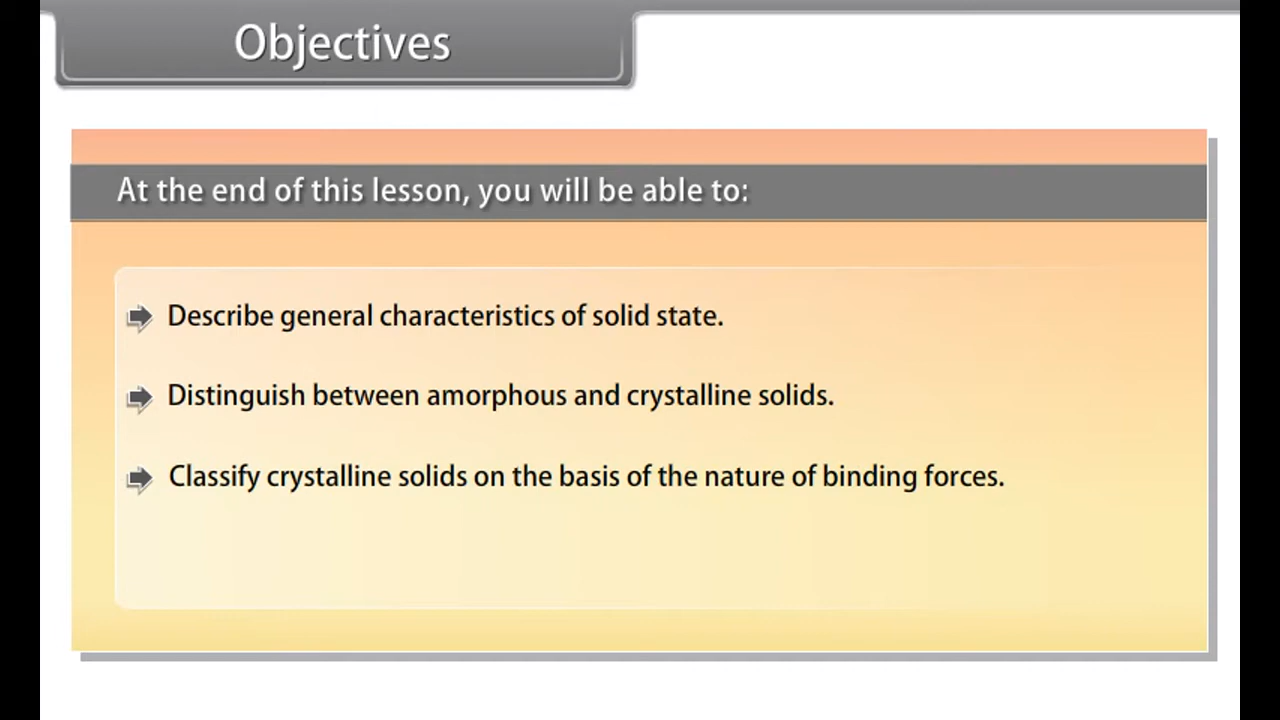 Objectives
At the end of this lesson, you will be able to:
Describe general characteristics of solid state.
Distinguish between amorphous and crystalline solids.
Classify crystalline solids on the basis of the nature of binding forces.